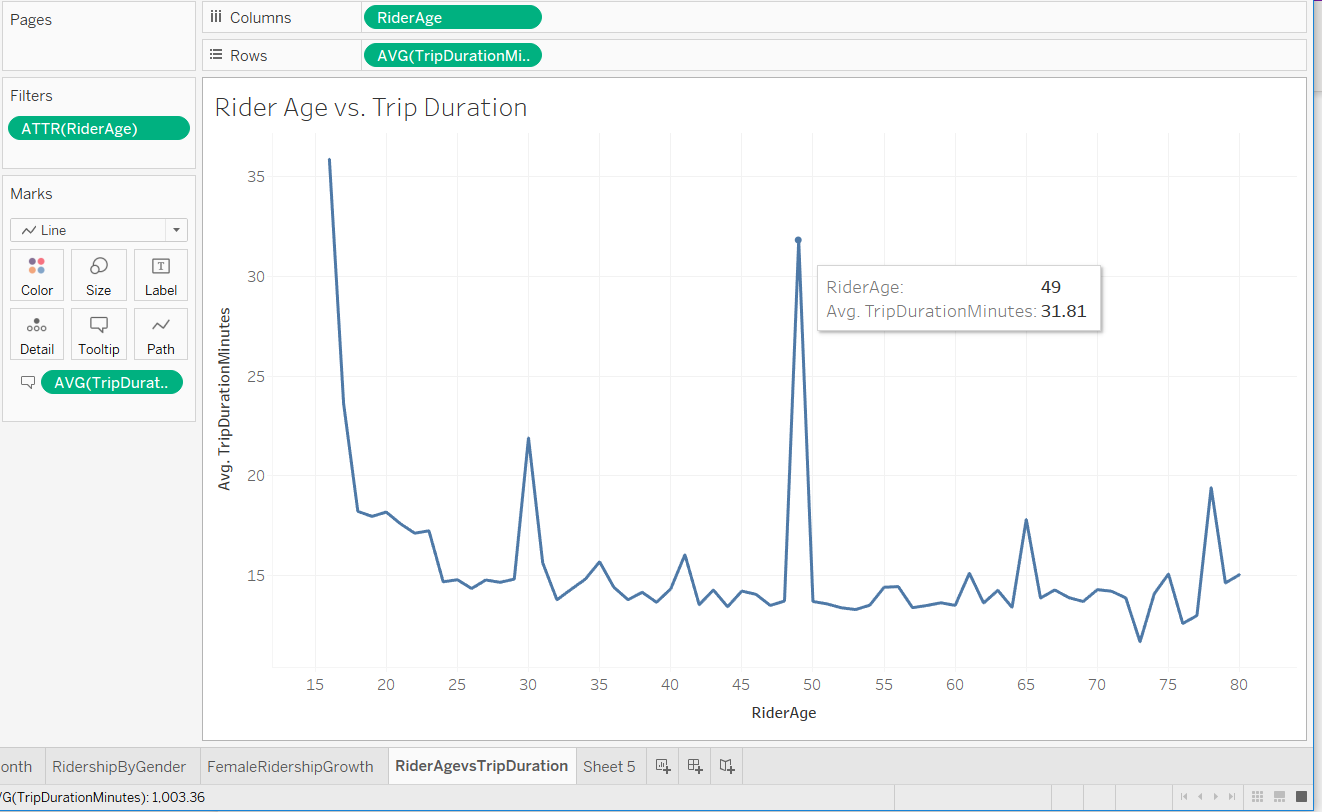 Pages
Columns
RiderAge
Rows
AVG(TripDurationMi..
Filters
ATTR(RiderAge)
Marks
Line
Color
Size
Label
Detail
Tooltip
Path
AVG(TripDurat..
Rider Age vs. Trip Duration
Avg. TripDurationMinutes
35
30
25
20
15
RiderAge: 49
Avg. TripDurationMinutes: 31.81
15 20 25 30 35 40 45 50 55 60 65 70 75 80
RiderAge
onth
RidershipByGender
FemaleRidershipGrowth
RiderAgevsTripDuration
Sheet 5
G(TripDurationMinutes): 1,003.36